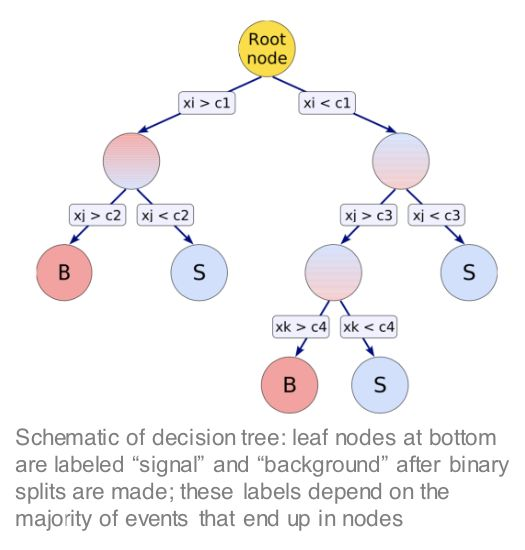 Root
node
xi > c1
xi < c1
xj > c2
xj < c2
xj > c3
xj < c3
B
S
S
xk > c4
xk < c4
B
S
Schematic of decision tree: leaf nodes at bottom
are labeled “signal” and “background” after binary
splits are made; these labels depend on the
majority of events that end up in nodes